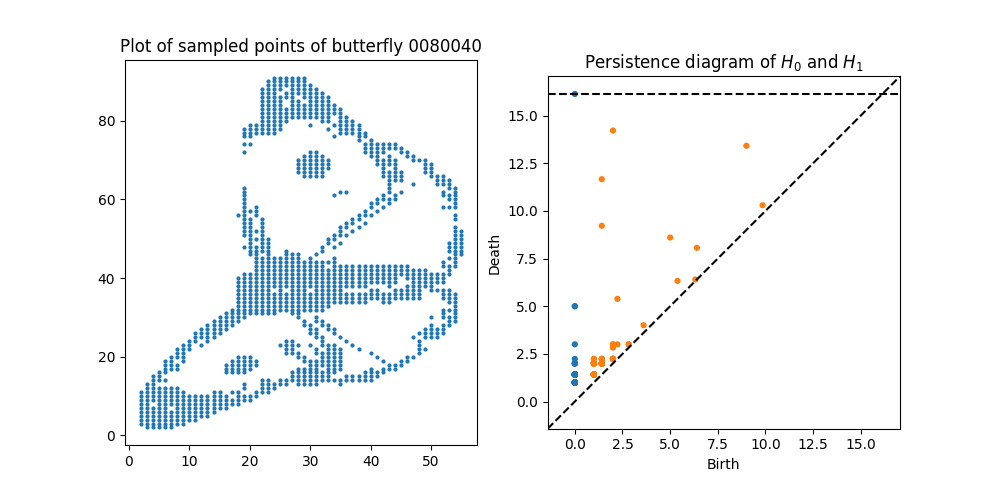 Plot of sampled points of butterfly 0080040
80
60
40
20
0
0 10 20 30 40 50
Persistence diagram of H₀ and H₁
Death
15.0
12.5
10.0
7.5
5.0
2.5
0.0
0.0 2.5 5.0 7.5 10.0 12.5 15.0
Birth